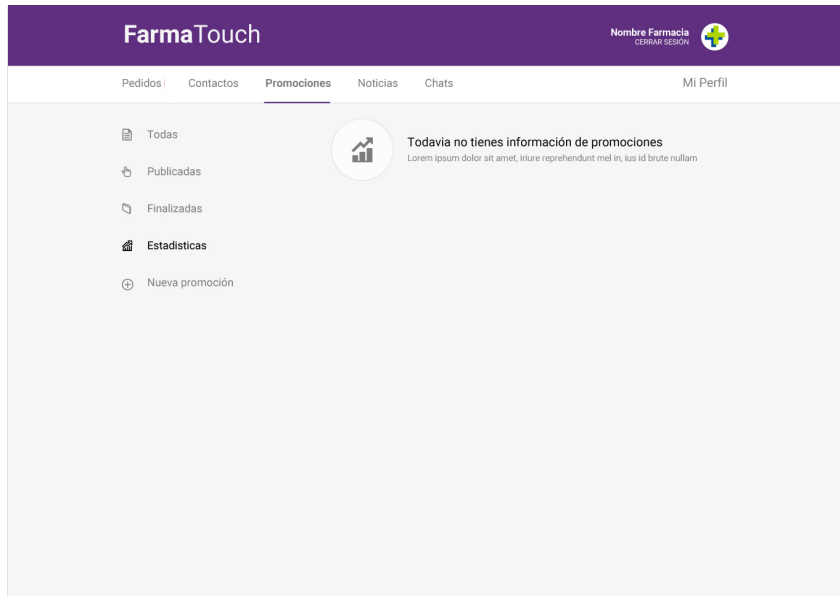 FarmaTouch
Nombre Farmacia
CERRAR SESIÓN
Pedidos Contactos Promociones Noticias Chats Mi Perfil
Todas
Publicadas
Finalizadas
Estadisticas
Nueva promoción
Todavia no tienes información de promociones
Lorem ipsum dolor sit amet, iriure reprehendunt mel in, ius id brute nullam